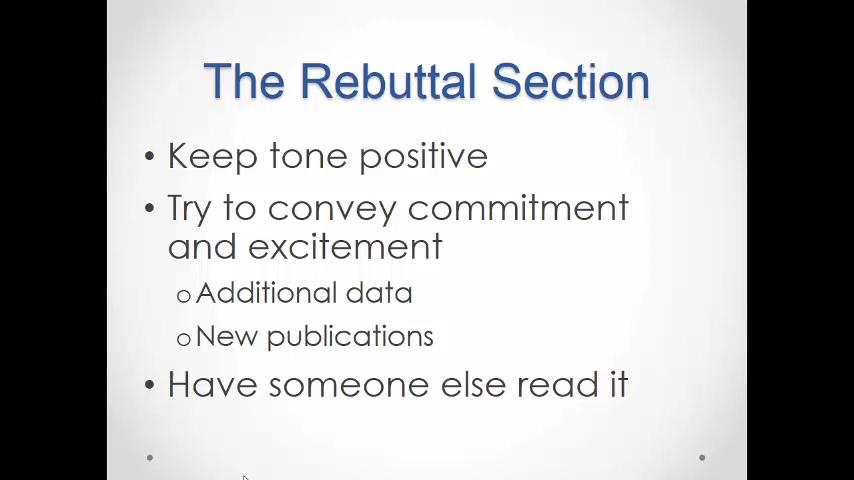 The Rebuttal Section
• Keep tone positive
• Try to convey commitment
and excitement
o Additional data
o New publications
• Have someone else read it